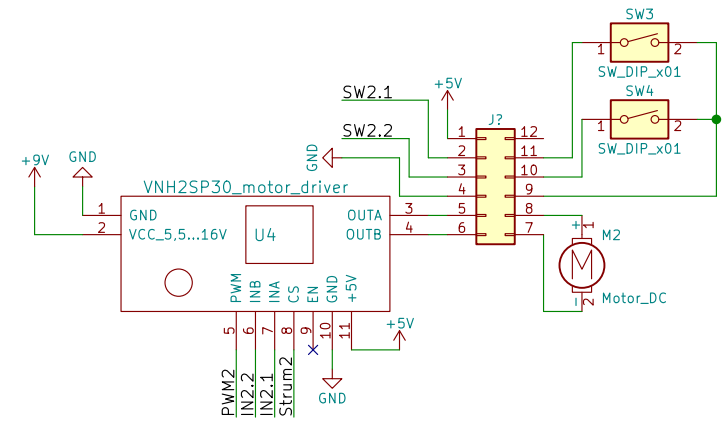 SW3
1 2
SW_DIP_x01
SW4
1 2
SW_DIP_x01
+5V
SW2.1
SW2.2
GND
J?
1 12
2 11
3 10
4 9
5 8
6 7
+9V
GND
VNH2SP30_motor_driver
1 GND
2 VCC_5,5...16V
U4
OUTA 3
OUTB 4
PWM
INB
INA
CS
EN
GND
+5V
5
6
7
8
9
10
11
PWM2
IN2.2
IN2.1
Strum2
GND
+5V
+ 1
M2
M
Motor_DC
- 2